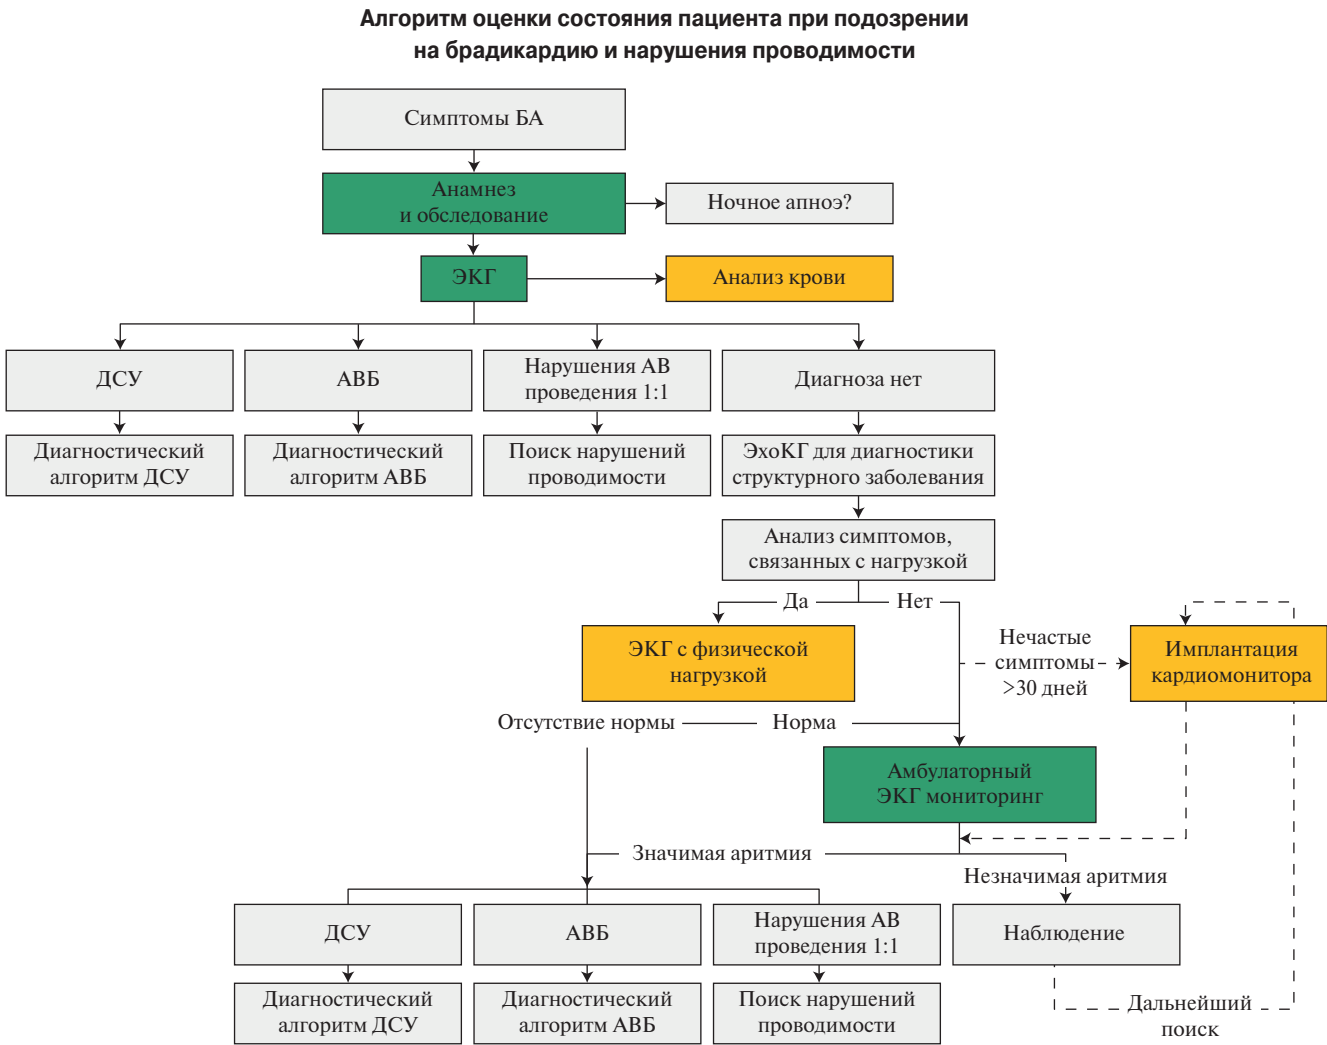 Алгоритм оценки состояния пациента при подозрении
на брадикардию и нарушения проводимости
Симптомы БА
Анамнез
и обследование
Ночное апноэ?
ЭКГ
Анализ крови
ДСУ
АВБ
Нарушения АВ
проведения 1:1
Диагноза нет
Диагностический
алгоритм ДСУ
Диагностический
алгоритм АВБ
Поиск нарушений
проводимости
ЭхоКГ для диагностики
структурного заболевания
Анализ симптомов,
связанных с нагрузкой
Да
Нет
ЭКГ с физической
нагрузкой
Нечастые
симптомы
>30 дней
Имплантация
кардиомонитора
Отсутствие нормы
Норма
Амбулаторный
ЭКГ мониторинг
Значимая аритмия
Незначимая аритмия
ДСУ
АВБ
Нарушения АВ
проведения 1:1
Наблюдение
Диагностический
алгоритм ДСУ
Диагностический
алгоритм АВБ
Поиск нарушений
проводимости
Дальнейший
поиск